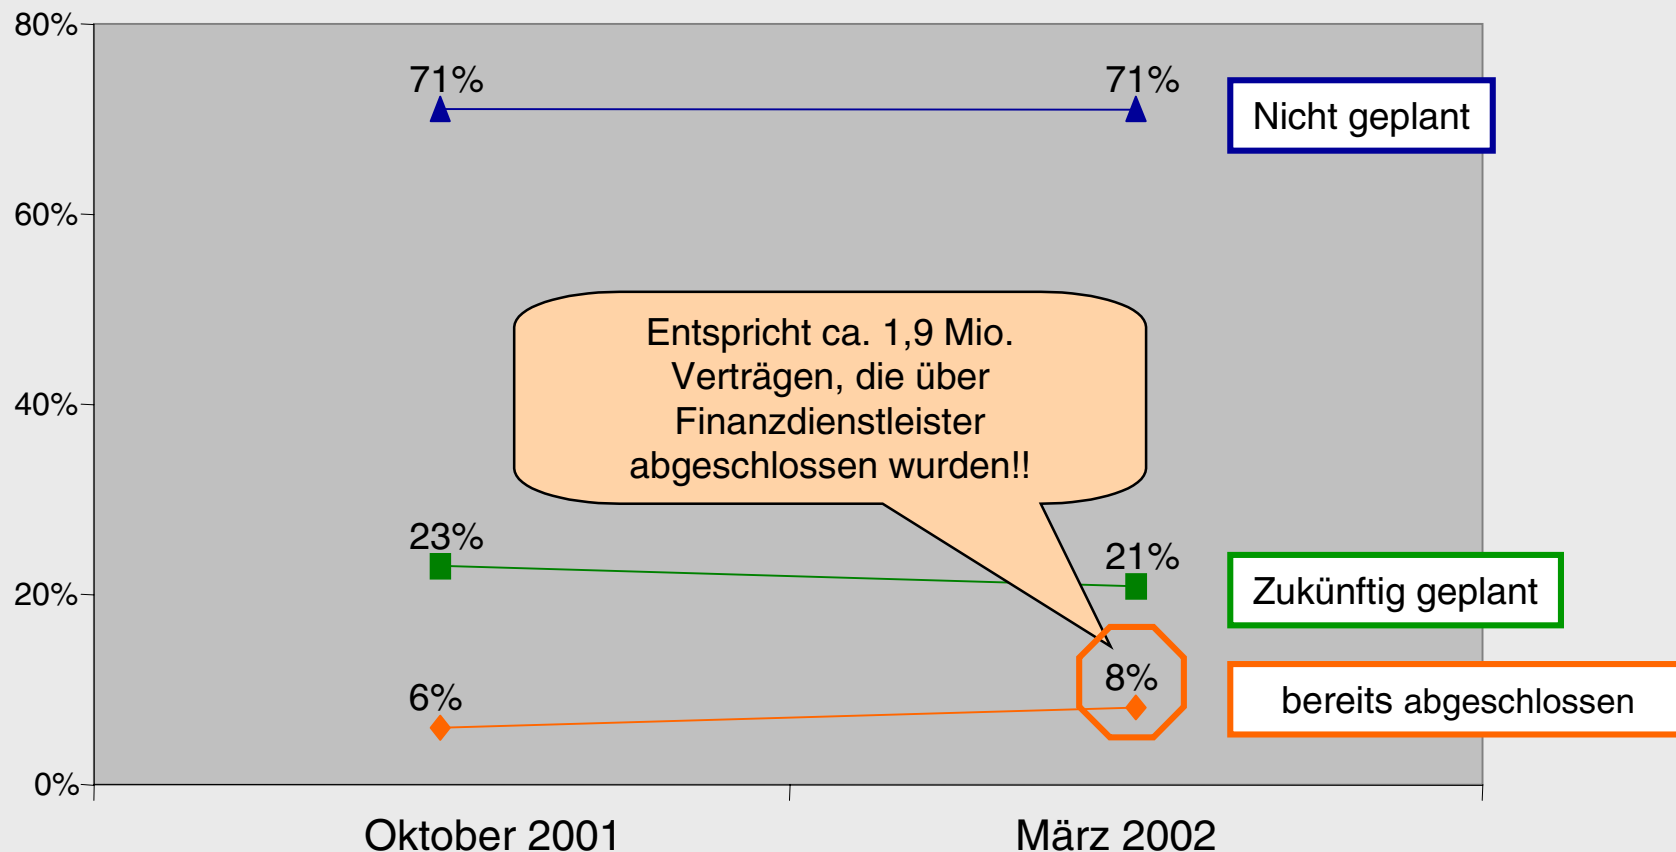 80%
71%
71%
Nicht geplant
60%
Entspricht ca. 1,9 Mio.
Verträgen, die über
Finanzdienstleister
abgeschlossen wurden!!
40%
23%
21%
Zukünftig geplant
20%
6%
8%
bereits abgeschlossen
0%
Oktober 2001
März 2002